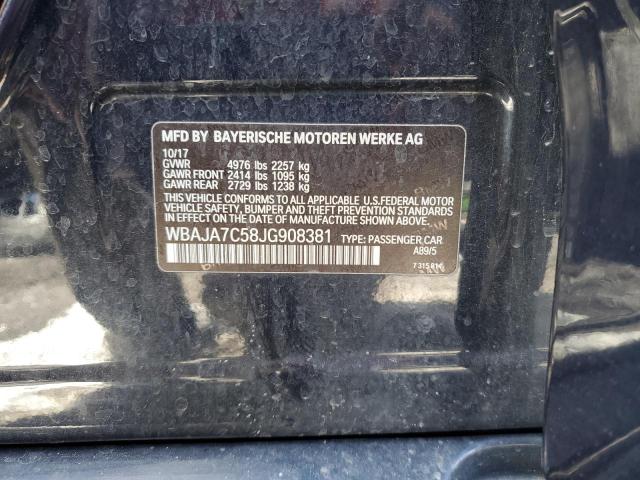 MFD BY BAYERISCHE MOTOREN WERKE AG
10/17
GVWR 4976 lbs 2257 kg
GAWR FRONT 2414 lbs 1095 kg
GAWR REAR 2729 lbs 1238 kg
THIS VEHICLE CONFORMS TO ALL APPLICABLE U.S.FEDERAL MOTOR
VEHICLE SAFETY, BUMPER, AND THEFT PREVENTION STANDARDS IN
EFFECT ON THE DATE OF MANUFACTURE SHOWN ABOVE.
WBAJA7C58JG908381 TYPE: PASSENGER CAR
A89/5